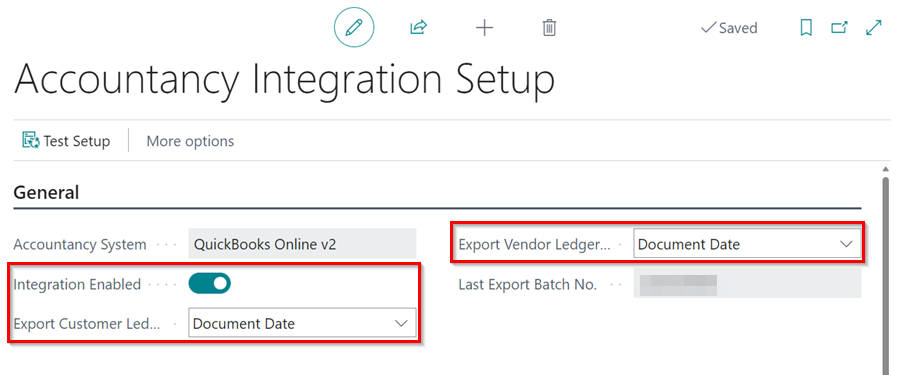 Saved
Accountancy Integration Setup
Test Setup
More options
General
Accountancy System
QuickBooks Online v2
Export Vendor Ledger...
Document Date
Integration Enabled
Last Export Batch No.
Export Customer Led...
Document Date